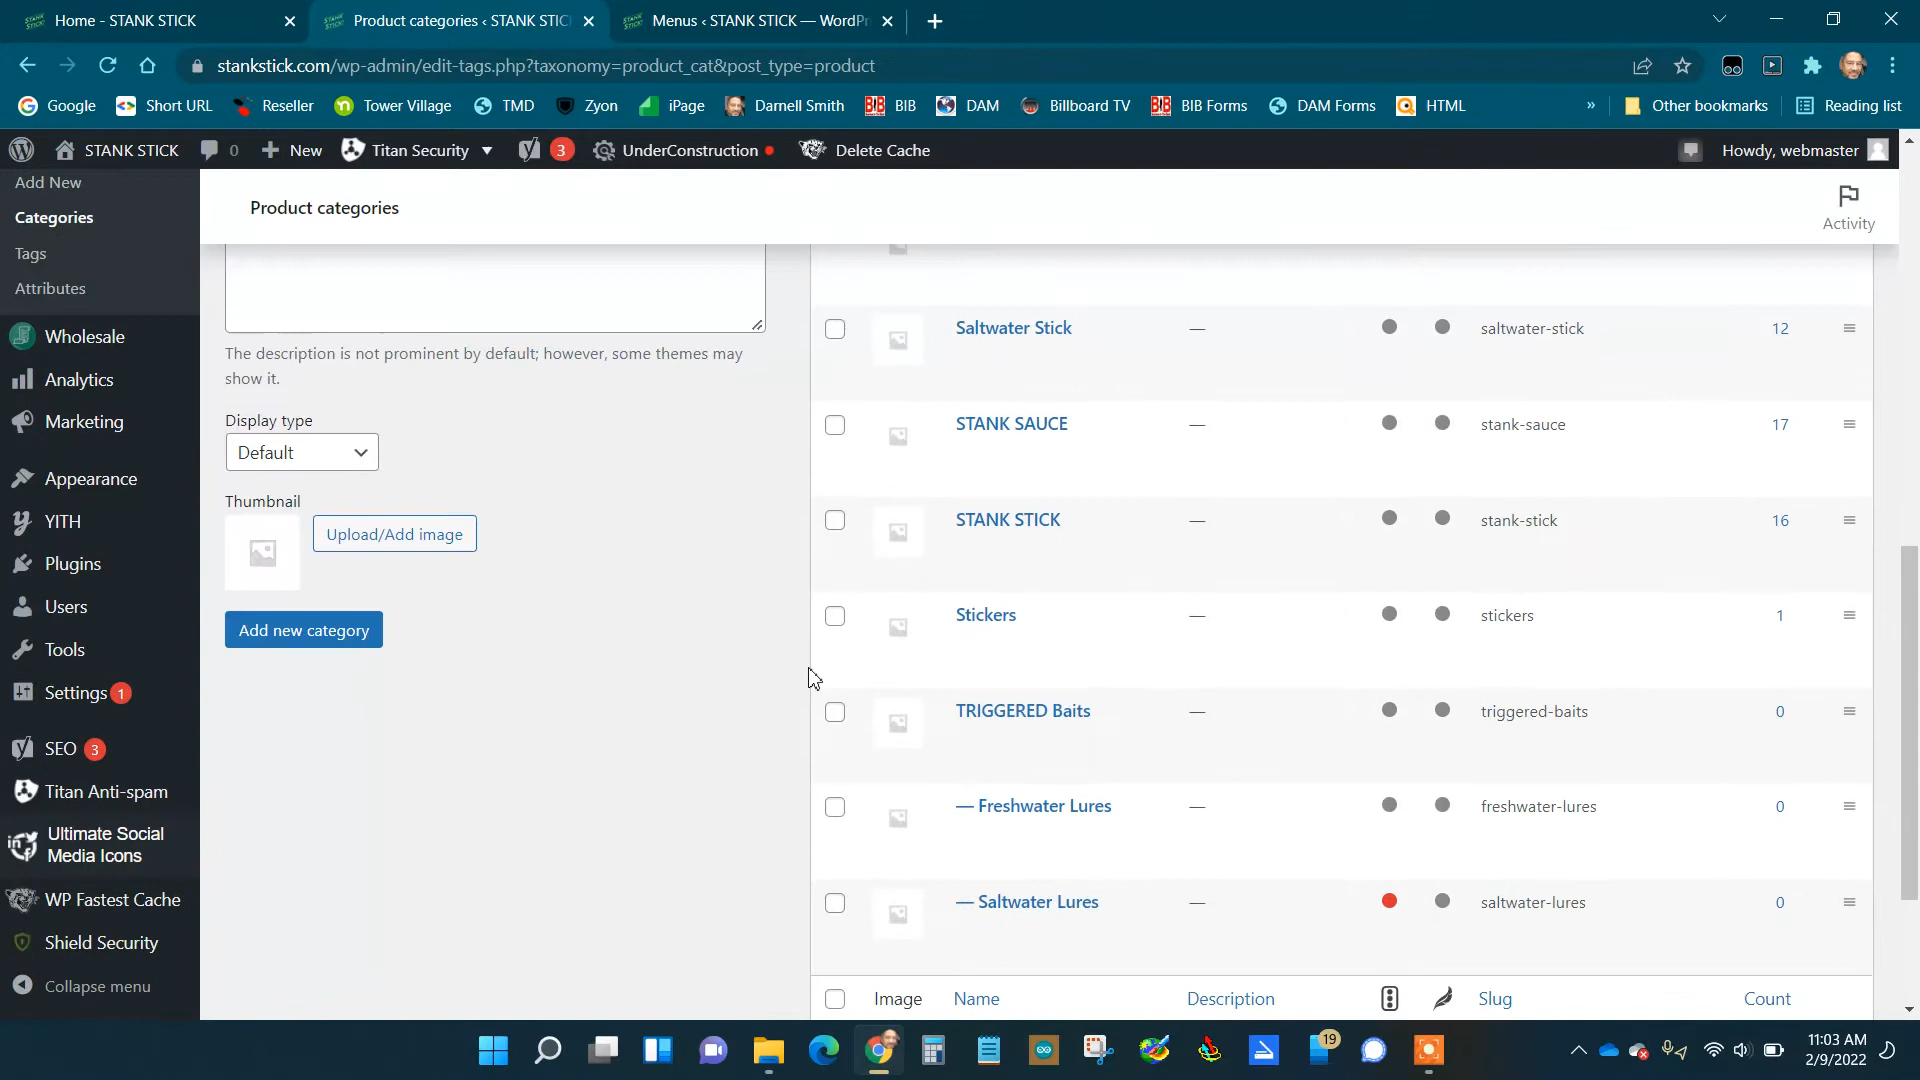 Home - STANK STICK
Product categories ‹ STANK STIC
Menus ‹ STANK STICK — WordPr
stankstick.com/wp-admin/edit-tags.php?taxonomy=product_cat&post_type=product
Google
Short URL
Reseller
Tower Village
TMD
Zyon
iPage
Darnell Smith
BIB
DAM
Billboard TV
BIB Forms
DAM Forms
HTML
»
Other bookmarks
Reading list
STANK STICK
0
New
Titan Security
3
UnderConstruction
Delete Cache
Howdy, webmaster
Add New
Categories
Tags
Attributes
Wholesale
Analytics
Marketing
Appearance
YITH
Plugins
Users
Tools
Settings 1
SEO 3
Titan Anti-spam
Ultimate Social
Media Icons
WP Fastest Cache
Shield Security
Collapse menu
Product categories
Activity
The description is not prominent by default; however, some themes may
show it.
Display type
Default
Thumbnail
Upload/Add image
Add new category
Saltwater Stick — saltwater-stick 12
STANK SAUCE — stank-sauce 17
STANK STICK — stank-stick 16
Stickers — stickers 1
TRIGGERED Baits — triggered-baits 0
— Freshwater Lures — freshwater-lures 0
— Saltwater Lures — saltwater-lures 0
Image Name Description Slug Count
19
11:03 AM
2/9/2022